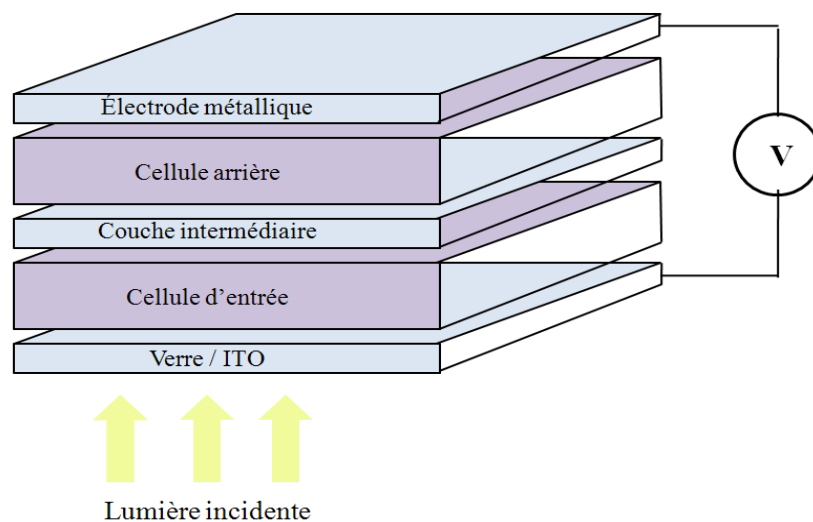 Électrode métallique
Cellule arrière
V
Couche intermédiaire
Cellule d'entrée
Verre / ITO
Lumière incidente